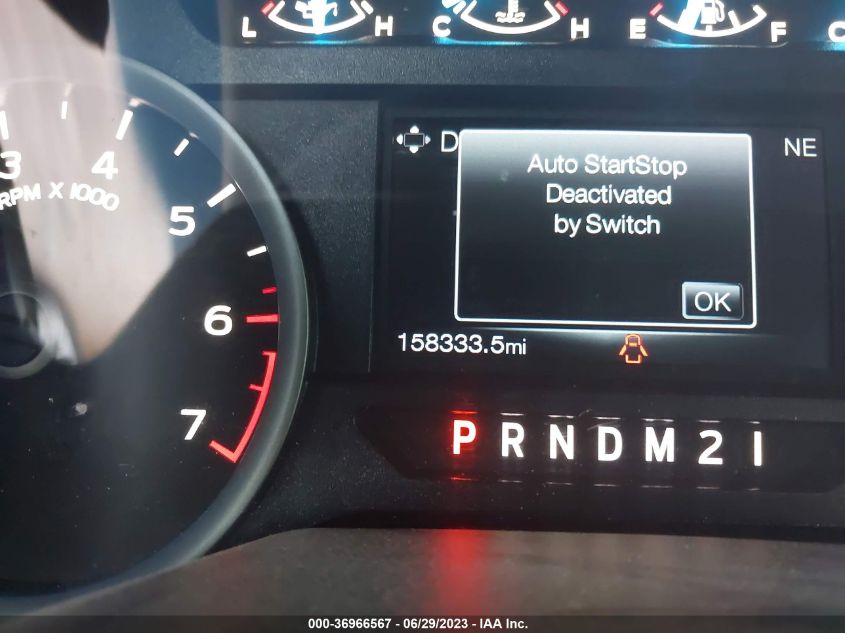 L H C H E F C
3 4 5 6 7
RPM X 1000
D NE
Auto StartStop
Deactivated
by Switch
OK
158333.5mi
P R N D M 2 1
000-36966567 - 06/29/2023 - IAA Inc.